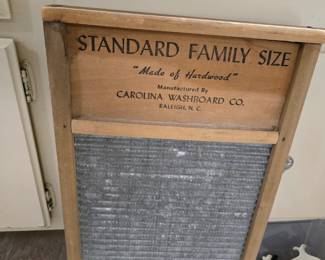 STANDARD FAMILY SIZE
"Made of Hardwood"
Manufactured By
CAROLINA WASHBOARD CO.
RALEIGH, N. C.